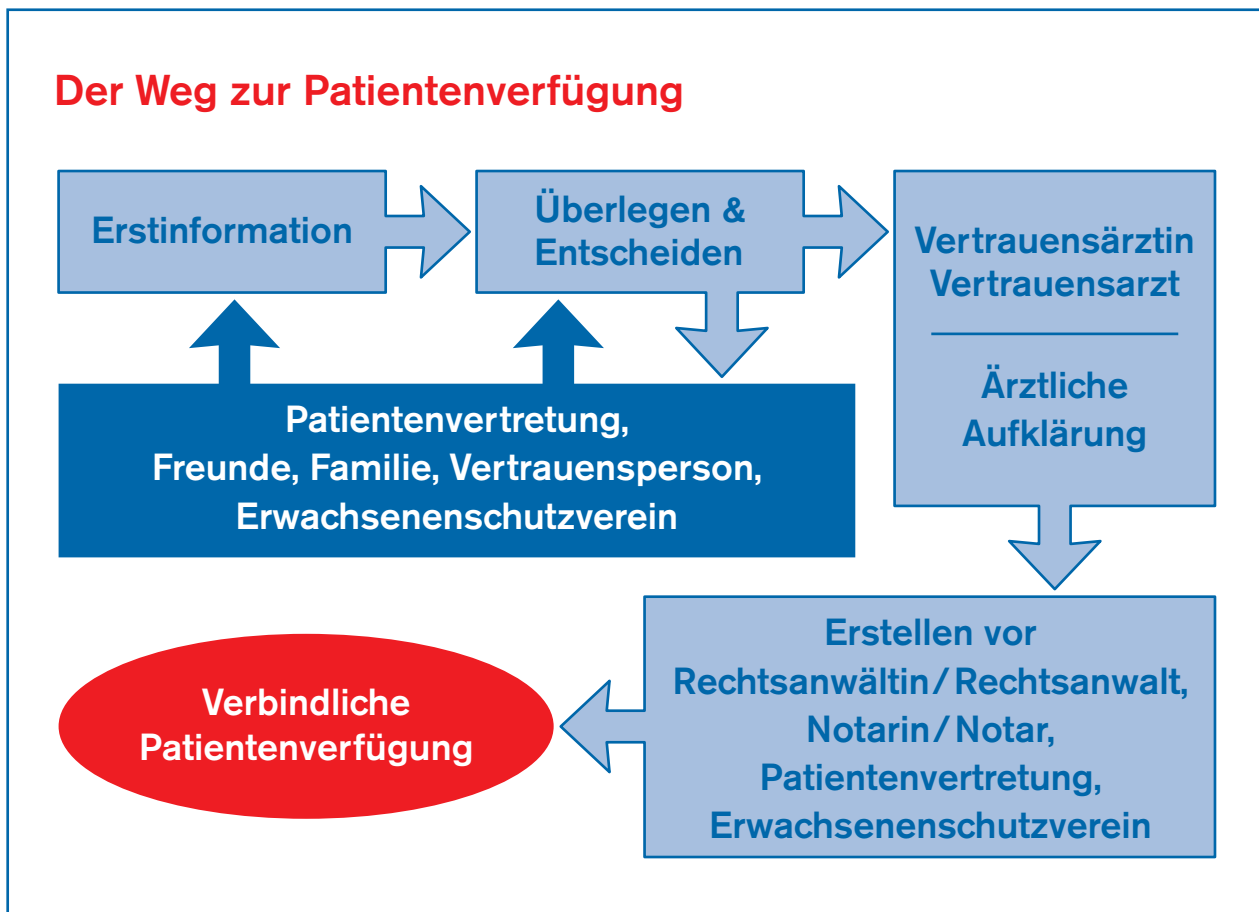 Der Weg zur Patientenverfügung
Erstinformation
Überlegen &
Entscheiden
Vertrauensärztin
Vertrauensarzt
Ärztliche
Aufklärung
Patientenvertretung,
Freunde, Familie, Vertrauensperson,
Erwachsenenschutzverein
Erstellen vor
Rechtsanwältin/Rechtsanwalt,
Notarin/Notar,
Patientenvertretung,
Erwachsenenschutzverein
Verbindliche
Patientenverfügung